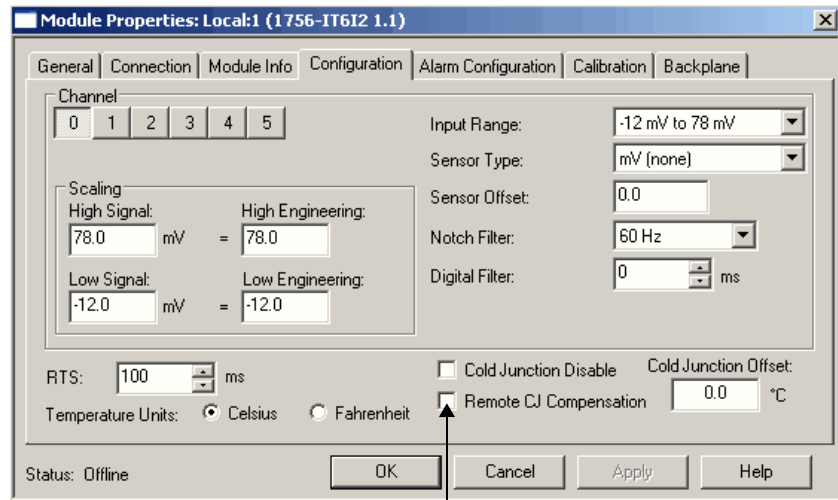 Module Properties: Local:1 (1756-IT6I2 1.1)
General Connection Module Info Configuration Alarm Configuration Calibration Backplane
Channel
0 1 2 3 4 5
Input Range: -12 mV to 78 mV
Sensor Type: mV (none)
Scaling
Sensor Offset: 0.0
High Signal: High Engineering:
78.0 mV = 78.0
Notch Filter: 60 Hz
Low Signal: Low Engineering:
-12.0 mV = -12.0
Digital Filter: 0 ms
RTS: 100 ms
Cold Junction Disable
Cold Junction Offset:
0.0 °C
Temperature Units: Celsius Fahrenheit
Remote CJ Compensation
Status: Offline
OK Cancel Apply Help